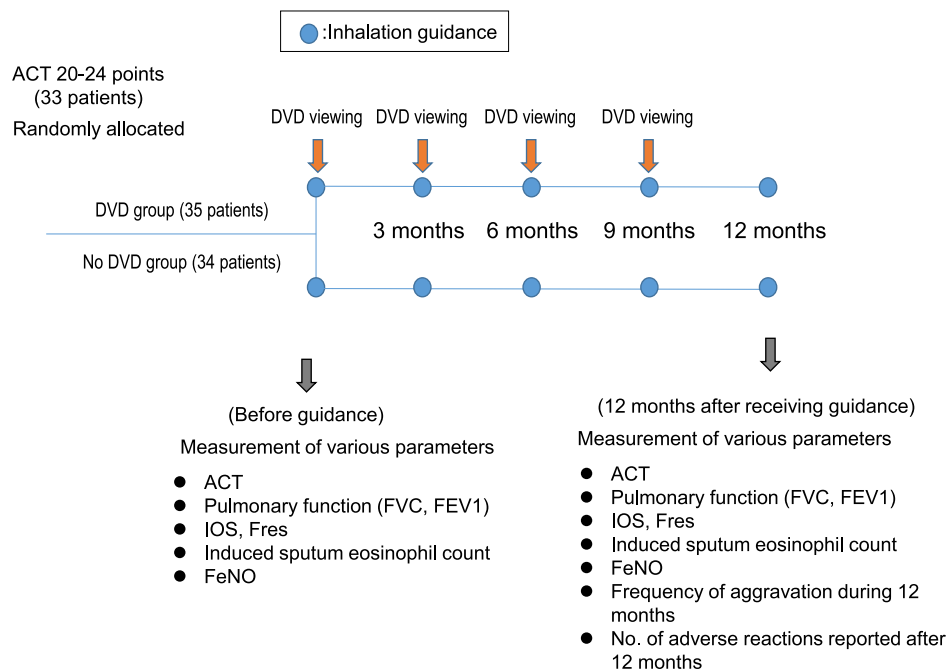 :Inhalation guidance
ACT 20-24 points
(33 patients)
Randomly allocated
DVD viewing DVD viewing DVD viewing DVD viewing
DVD group (35 patients)
3 months 6 months 9 months 12 months
No DVD group (34 patients)
(Before guidance)
Measurement of various parameters
● ACT
● Pulmonary function (FVC, FEV1)
● IOS, Fres
● Induced sputum eosinophil count
● FeNO
(12 months after receiving guidance)
Measurement of various parameters
● ACT
● Pulmonary function (FVC, FEV1)
● IOS, Fres
● Induced sputum eosinophil count
● FeNO
● Frequency of aggravation during 12
months
● No. of adverse reactions reported after
12 months